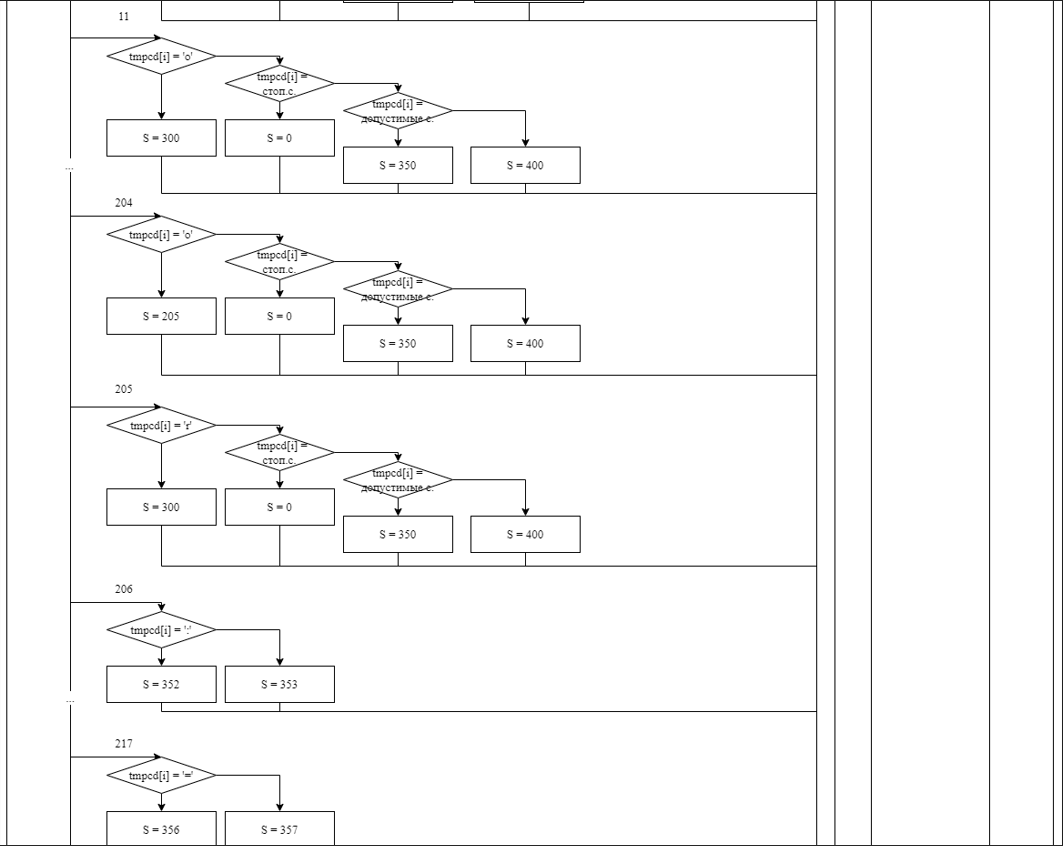 11
tmpcd[i] = 'o'
tmpcd[i] =
стоп.с.
tmpcd[i] =
допустимые с.
S = 300
S = 0
S = 350
S = 400
...
204
tmpcd[i] = 'o'
tmpcd[i] =
стоп.с.
tmpcd[i] =
допустимые с.
S = 205
S = 0
S = 350
S = 400
205
tmpcd[i] = 'r'
tmpcd[i] =
стоп.с.
tmpcd[i] =
допустимые с.
S = 300
S = 0
S = 350
S = 400
206
tmpcd[i] = ':'
S = 352
S = 353
...
217
tmpcd[i] = '='
S = 356
S = 357